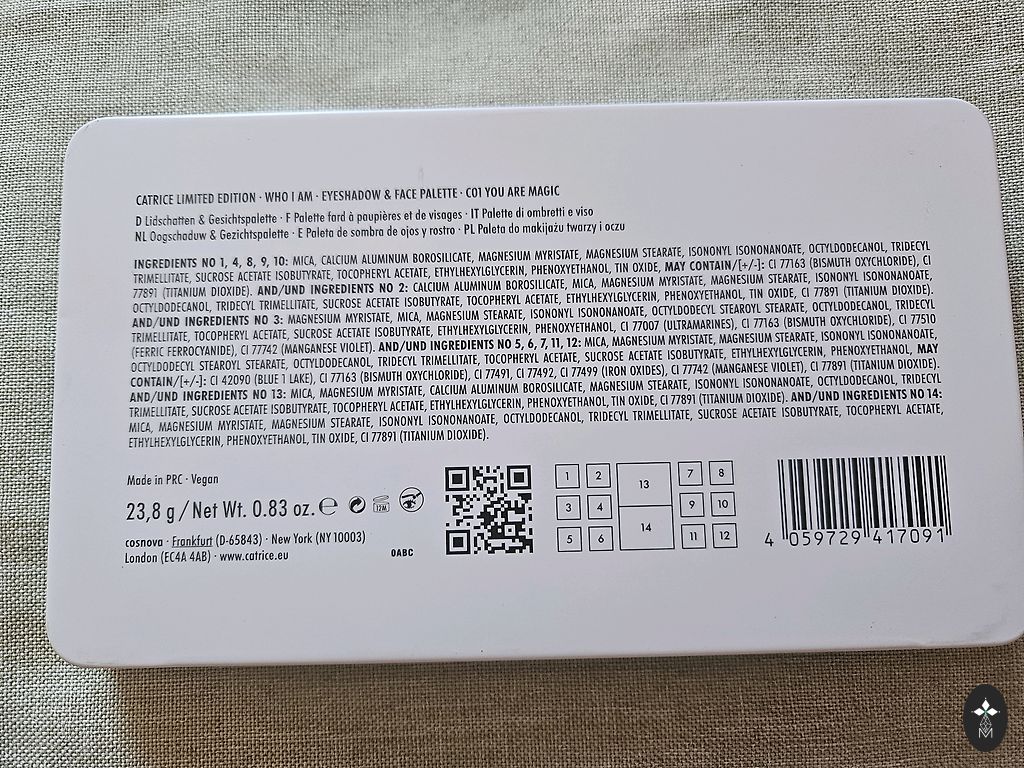 CATRICE LIMITED EDITION · WHO I AM · EYESHADOW & FACE PALETTE · C01 YOU ARE MAGIC
D Lidschatten & Gesichtspalette · F Palette fard à paupières et de visages · IT Palette di ombretti e viso
NL Oogschaduw & Gezichtspalette · E Paleta de sombra de ojos y rostro · PL Paleta do makijażu twarzy i oczu
INGREDIENTS NO 1, 4, 8, 9, 10: MICA, CALCIUM ALUMINUM BOROSILICATE, MAGNESIUM MYRISTATE, MAGNESIUM STEARATE, ISONONYL ISONONANOATE, OCTYLDODECANOL, TRIDECYL
TRIMELLITATE, SUCROSE ACETATE ISOBUTYRATE, TOCOPHERYL ACETATE, ETHYLHEXYLGLYCERIN, PHENOXYETHANOL, TIN OXIDE, MAY CONTAIN/[+/-]: CI 77163 (BISMUTH OXYCHLORIDE), CI
77891 (TITANIUM DIOXIDE). AND/UND INGREDIENTS NO 2: CALCIUM ALUMINUM BOROSILICATE, MICA, MAGNESIUM MYRISTATE, MAGNESIUM STEARATE, ISONONYL ISONONANOATE,
OCTYLDODECANOL, TRIDECYL TRIMELLITATE, SUCROSE ACETATE ISOBUTYRATE, TOCOPHERYL ACETATE, ETHYLHEXYLGLYCERIN, PHENOXYETHANOL, TIN OXIDE, CI 77891 (TITANIUM DIOXIDE).
AND/UND INGREDIENTS NO 3: MAGNESIUM MYRISTATE, MICA, MAGNESIUM STEARATE, ISONONYL ISONONANOATE, OCTYLDODECYL STEAROYL STEARATE, OCTYLDODECANOL, TRIDECYL
TRIMELLITATE, TOCOPHERYL ACETATE, SUCROSE ACETATE ISOBUTYRATE, ETHYLHEXYLGLYCERIN, PHENOXYETHANOL, CI 77007 (ULTRAMARINES), CI 77163 (BISMUTH OXYCHLORIDE), CI 77510
(FERRIC FERROCYANIDE), CI 77742 (MANGANESE VIOLET). AND/UND INGREDIENTS NO 5, 6, 7, 11, 12: MICA, MAGNESIUM MYRISTATE, MAGNESIUM STEARATE, ISONONYL ISONONANOATE,
OCTYLDODECYL STEAROYL STEARATE, OCTYLDODECANOL, TRIDECYL TRIMELLITATE, TOCOPHERYL ACETATE, SUCROSE ACETATE ISOBUTYRATE, ETHYLHEXYLGLYCERIN, PHENOXYETHANOL, MAY
CONTAIN/[+/-]: CI 42090 (BLUE 1 LAKE), CI 77163 (BISMUTH OXYCHLORIDE), CI 77491, CI 77492, CI 77499 (IRON OXIDES), CI 77742 (MANGANESE VIOLET), CI 77891 (TITANIUM DIOXIDE).
AND/UND INGREDIENTS NO 13: MICA, MAGNESIUM MYRISTATE, CALCIUM ALUMINUM BOROSILICATE, MAGNESIUM STEARATE, ISONONYL ISONONANOATE, OCTYLDODECANOL, TRIDECYL
TRIMELLITATE, SUCROSE ACETATE ISOBUTYRATE, TOCOPHERYL ACETATE, ETHYLHEXYLGLYCERIN, PHENOXYETHANOL, TIN OXIDE, CI 77891 (TITANIUM DIOXIDE). AND/UND INGREDIENTS NO 14:
MICA, MAGNESIUM MYRISTATE, MAGNESIUM STEARATE, ISONONYL ISONONANOATE, OCTYLDODECANOL, TRIDECYL TRIMELLITATE, SUCROSE ACETATE ISOBUTYRATE, TOCOPHERYL ACETATE,
ETHYLHEXYLGLYCERIN, PHENOXYETHANOL, TIN OXIDE, CI 77891 (TITANIUM DIOXIDE).
Made in PRC · Vegan
23,8 g / Net Wt. 0.83 oz. ℮
12M
cosnova · Frankfurt (D-65843) · New York (NY 10003)
London (EC4A 4AB) · www.catrice.eu
0ABC
1 2 13 7 8
3 4 9 10
5 6 14 11 12
4 059729 417091
M